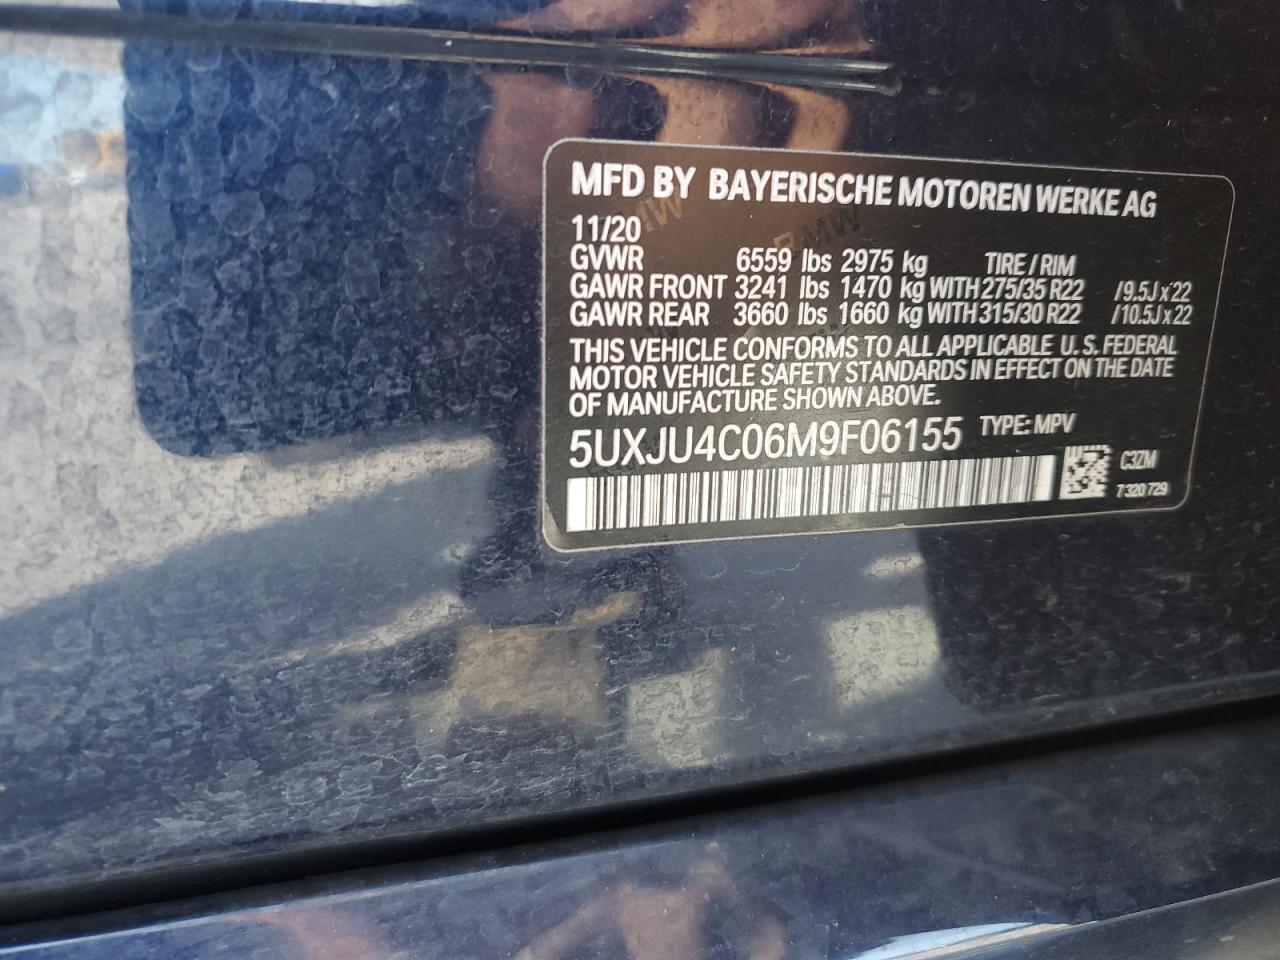 MFD BY BAYERISCHE MOTOREN WERKE AG
11/20
GVWR 6559 lbs 2975 kg TIRE / RIM
GAWR FRONT 3241 lbs 1470 kg WITH 275/35 R22 /9.5J x 22
GAWR REAR 3660 lbs 1660 kg WITH 315/30 R22 /10.5J x 22
THIS VEHICLE CONFORMS TO ALL APPLICABLE U.S. FEDERAL
MOTOR VEHICLE SAFETY STANDARDS IN EFFECT ON THE DATE
OF MANUFACTURE SHOWN ABOVE.
5UXJU4C06M9F06155 TYPE: MPV
C3ZM
7 320 729